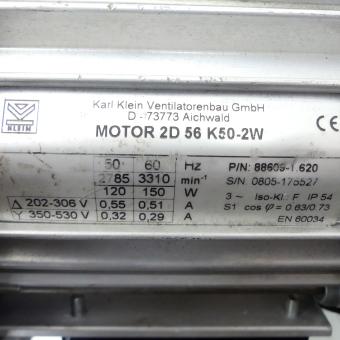 Karl Klein Ventilatorenbau GmbH
D - 73773 Aichwald
KLEIN
MOTOR 2D 56 K50-2W
CE
50 60 Hz P/N: 88609-1.620
2785 3310 min⁻¹ S/N: 0805-175527
120 150 W 3 ~ Iso-Kl.: F IP 54
Δ 202-306 V 0,55 0,51 A S1 cos φ = 0.63/0.73
Y 350-530 V 0,32 0,29 A EN 60034